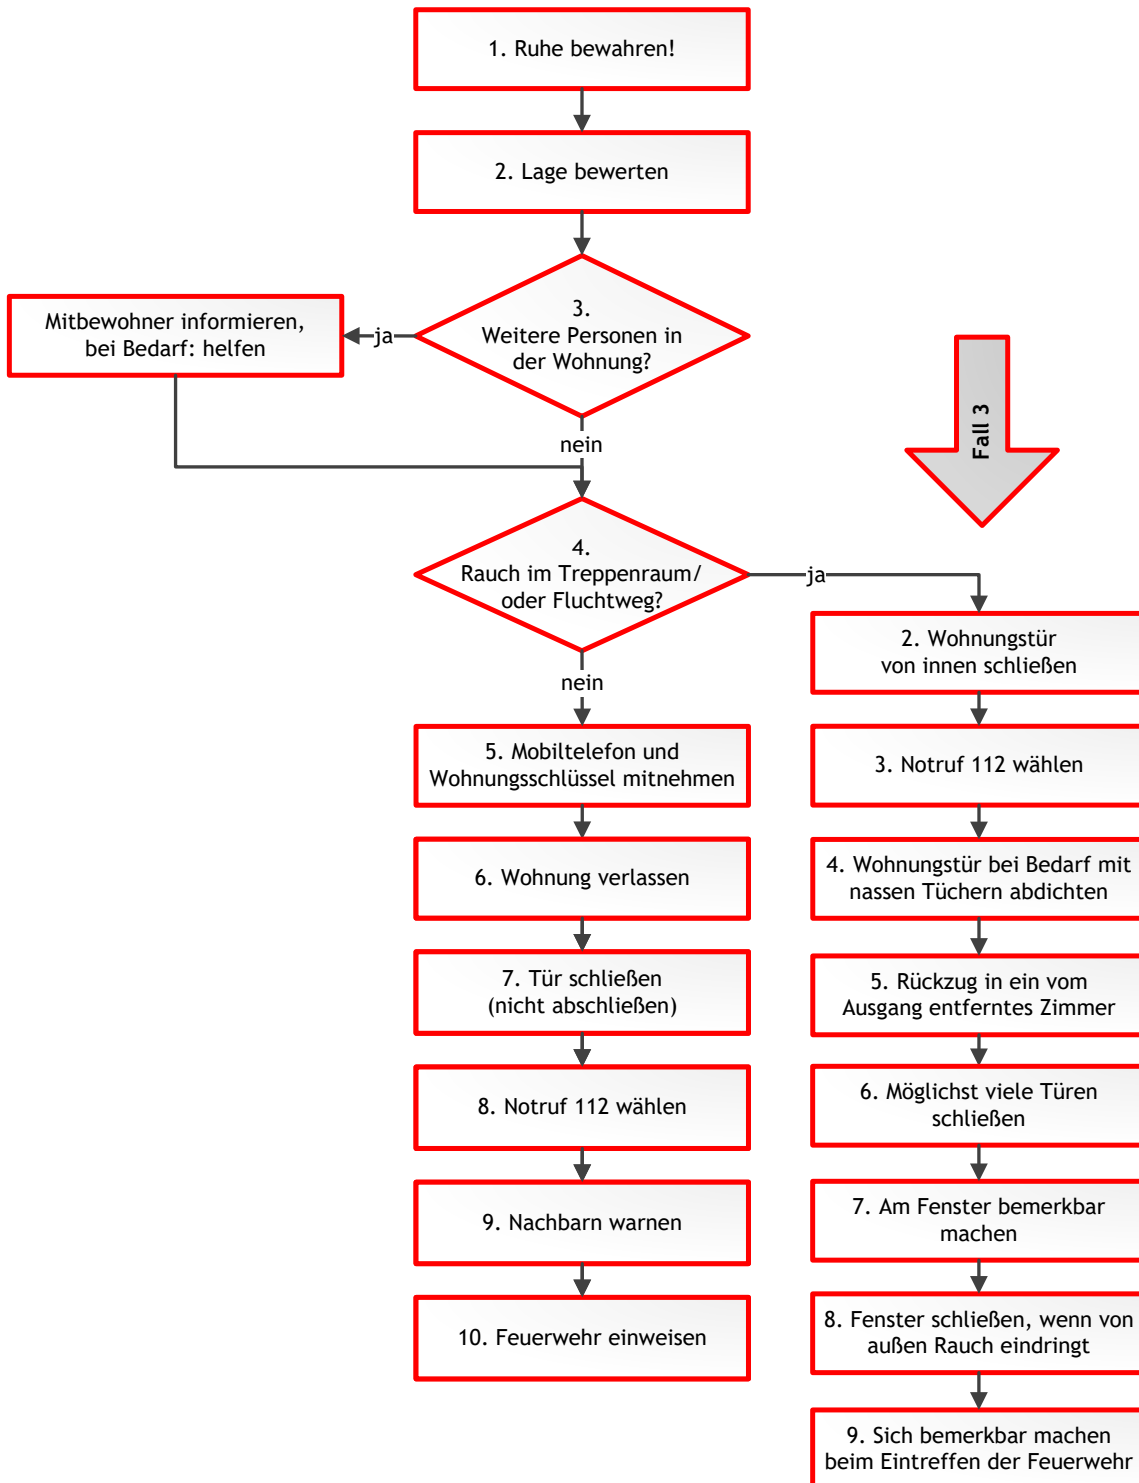 1. Ruhe bewahren!
2. Lage bewerten
3.
Weitere Personen in
der Wohnung?
ja
Mitbewohner informieren,
bei Bedarf: helfen
nein
Fall 3
4.
Rauch im Treppenraum/
oder Fluchtweg?
ja
nein
5. Mobiltelefon und
Wohnungsschlüssel mitnehmen
6. Wohnung verlassen
7. Tür schließen
(nicht abschließen)
8. Notruf 112 wählen
9. Nachbarn warnen
10. Feuerwehr einweisen
2. Wohnungstür
von innen schließen
3. Notruf 112 wählen
4. Wohnungstür bei Bedarf mit
nassen Tüchern abdichten
5. Rückzug in ein vom
Ausgang entferntes Zimmer
6. Möglichst viele Türen
schließen
7. Am Fenster bemerkbar
machen
8. Fenster schließen, wenn von
außen Rauch eindringt
9. Sich bemerkbar machen
beim Eintreffen der Feuerwehr